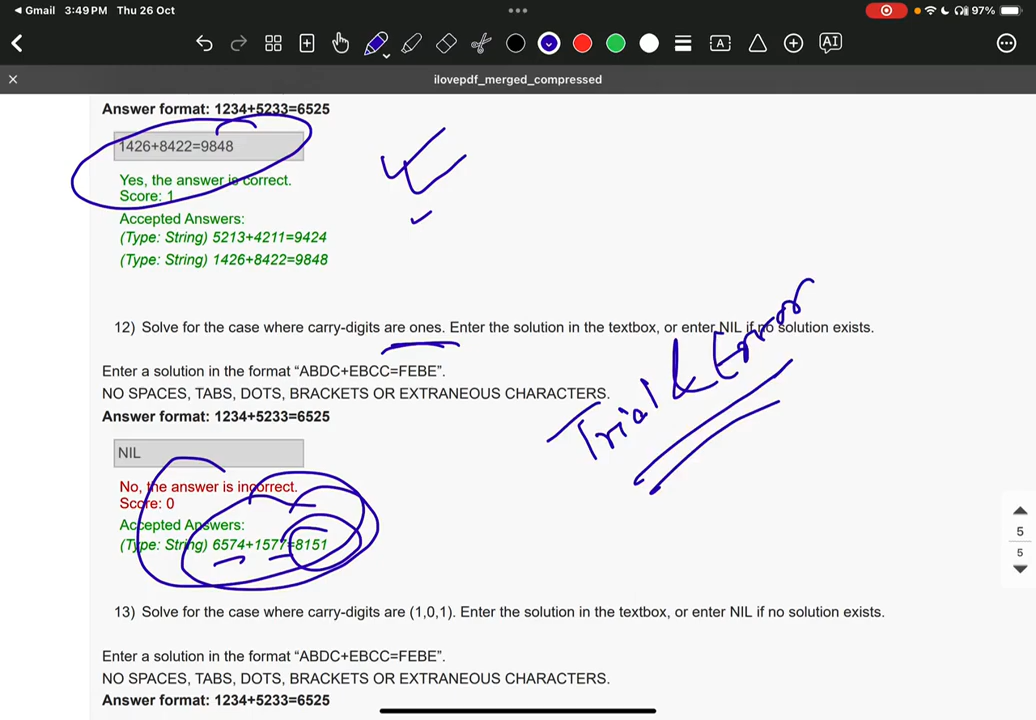 Gmail 3:49 PM Thu 26 Oct 97%
A AI
ilovepdf_merged_compressed
Answer format: 1234+5233=6525
1426+8422=9848
Yes, the answer is correct.
Score: 1
Accepted Answers:
(Type: String) 5213+4211=9424
(Type: String) 1426+8422=9848
12) Solve for the case where carry-digits are ones. Enter the solution in the textbox, or enter NIL if no solution exists.
Enter a solution in the format “ABDC+EBCC=FEBE”.
NO SPACES, TABS, DOTS, BRACKETS OR EXTRANEOUS CHARACTERS.
Answer format: 1234+5233=6525
Trial & Error
NIL
No, the answer is incorrect.
Score: 0
Accepted Answers:
(Type: String) 6574+1577=8151
5
5
13) Solve for the case where carry-digits are (1,0,1). Enter the solution in the textbox, or enter NIL if no solution exists.
Enter a solution in the format “ABDC+EBCC=FEBE”.
NO SPACES, TABS, DOTS, BRACKETS OR EXTRANEOUS CHARACTERS.
Answer format: 1234+5233=6525